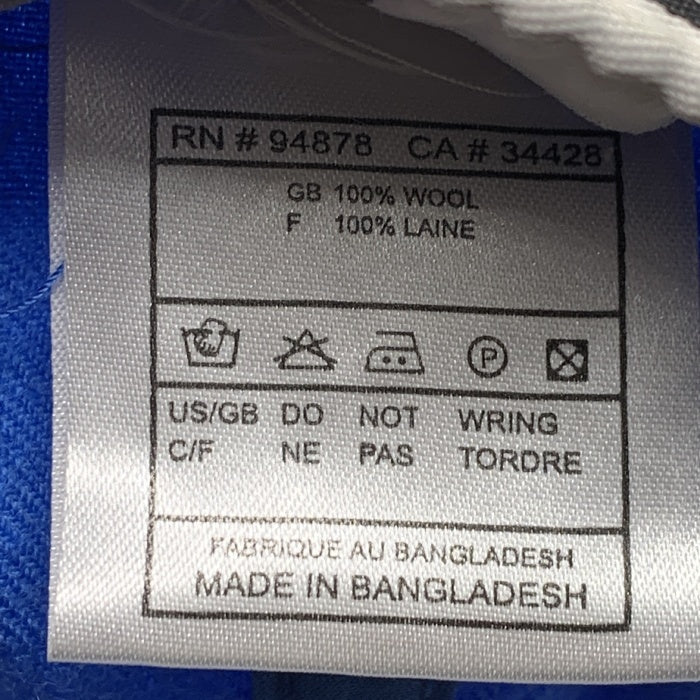 RN # 94878 CA # 34428
GB 100% WOOL
F 100% LAINE
P
US/GB DO NOT WRING
C/F NE PAS TORDRE
FABRIQUE AU BANGLADESH
MADE IN BANGLADESH